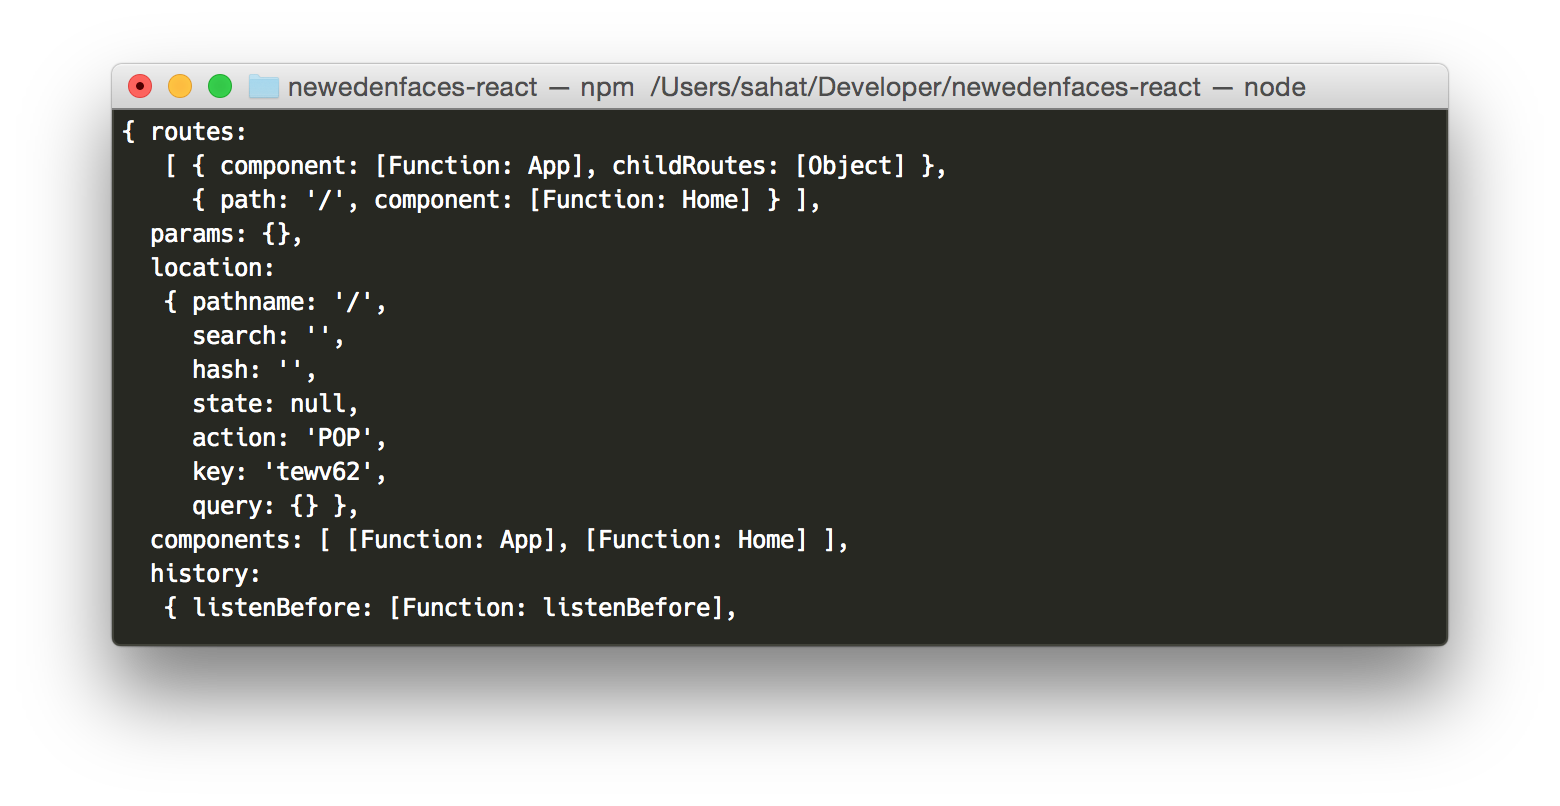 newedenfaces-react — npm  /Users/sahat/Developer/newedenfaces-react — node
{ routes:
   [ { component: [Function: App], childRoutes: [Object] },
     { path: '/', component: [Function: Home] } ],
  params: {},
  location:
   { pathname: '/',
     search: '',
     hash: '',
     state: null,
     action: 'POP',
     key: 'tewv62',
     query: {} },
  components: [ [Function: App], [Function: Home] ],
  history:
   { listenBefore: [Function: listenBefore],